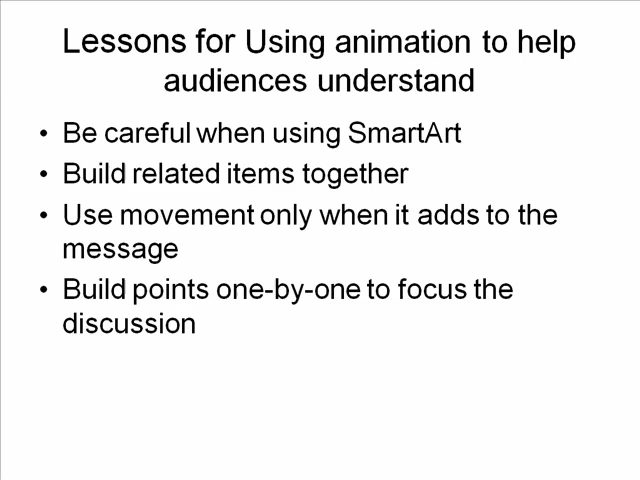 Lessons for Using animation to help
audiences understand
• Be careful when using SmartArt
• Build related items together
• Use movement only when it adds to the
message
• Build points one-by-one to focus the
discussion